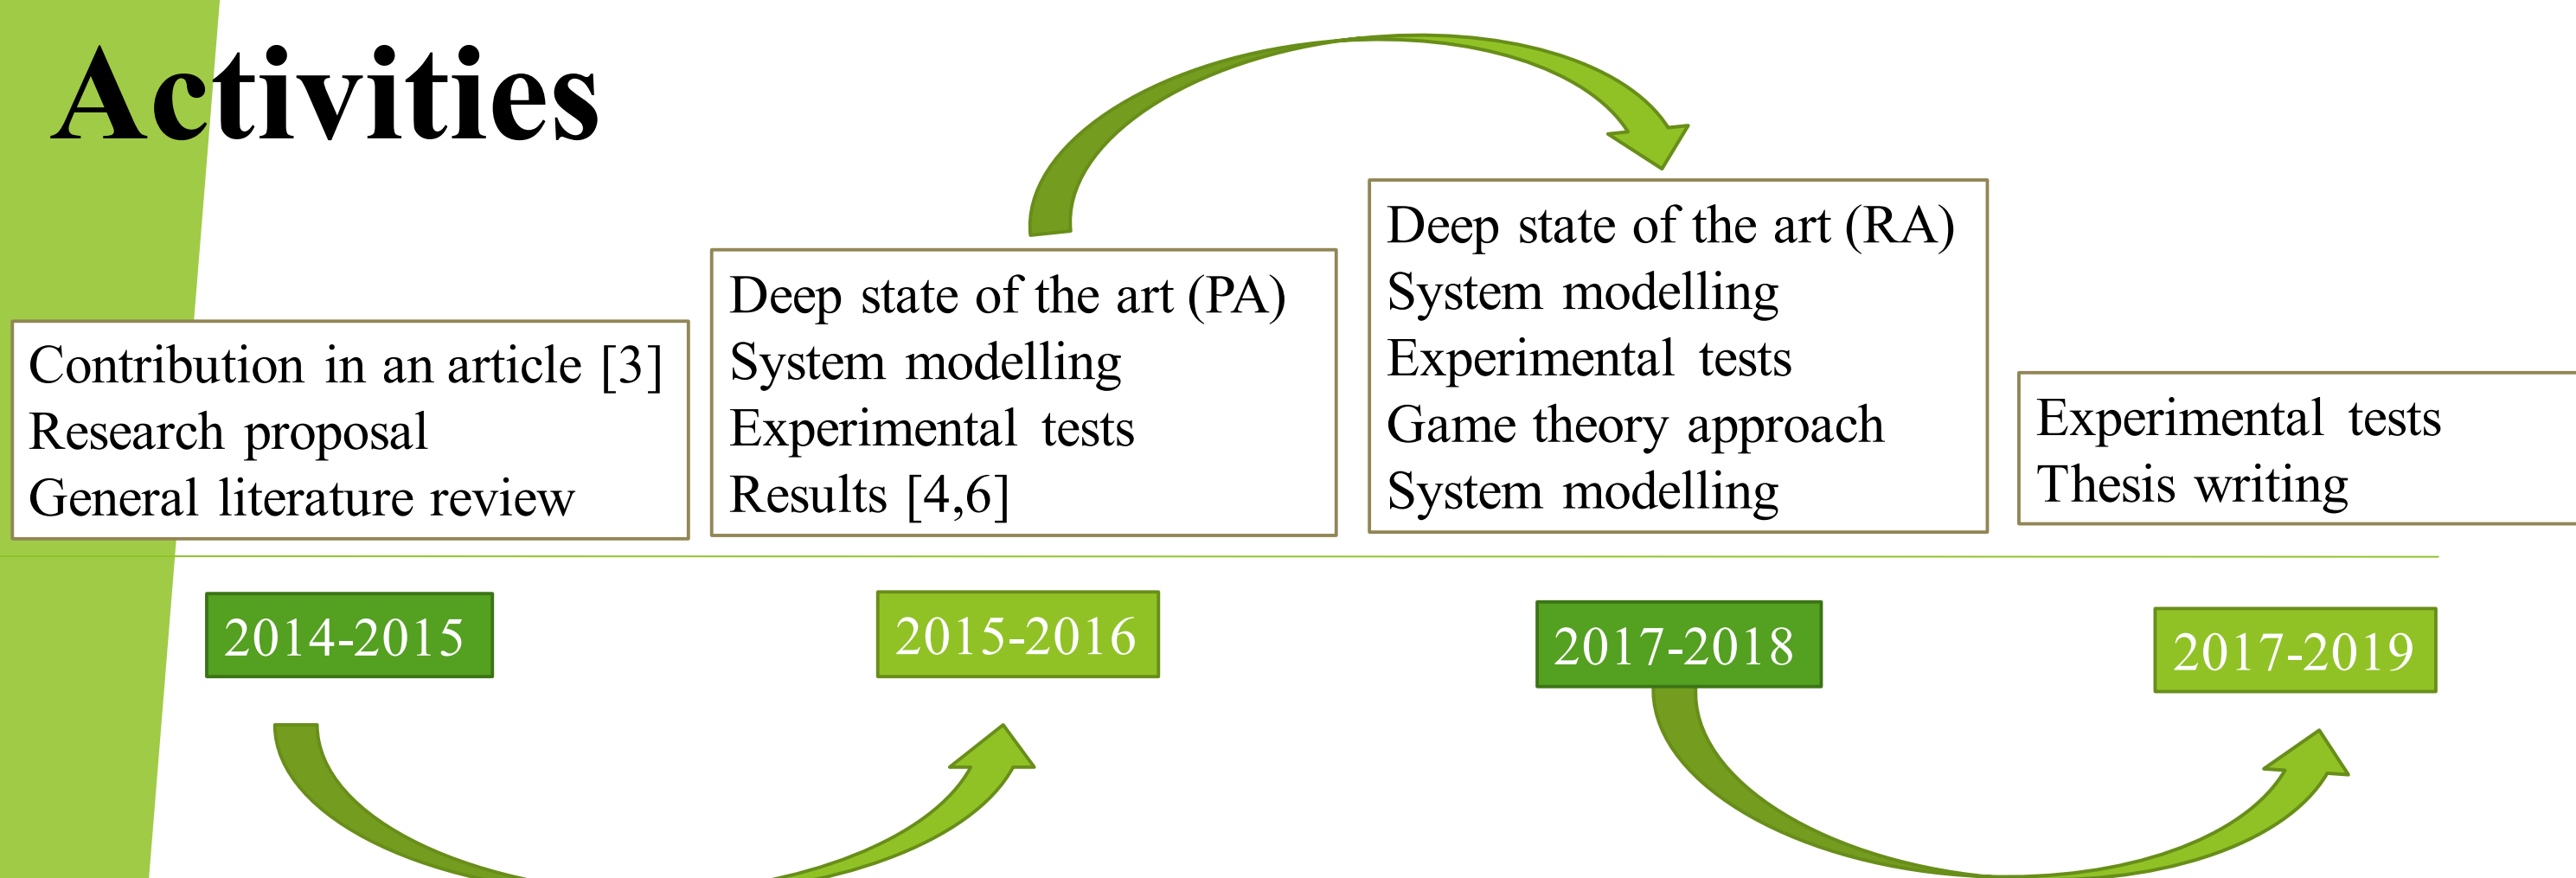 Activities
Contribution in an article [3]
Research proposal
General literature review
Deep state of the art (PA)
System modelling
Experimental tests
Results [4,6]
Deep state of the art (RA)
System modelling
Experimental tests
Game theory approach
System modelling
Experimental tests
Thesis writing
2014-2015
2015-2016
2017-2018
2017-2019